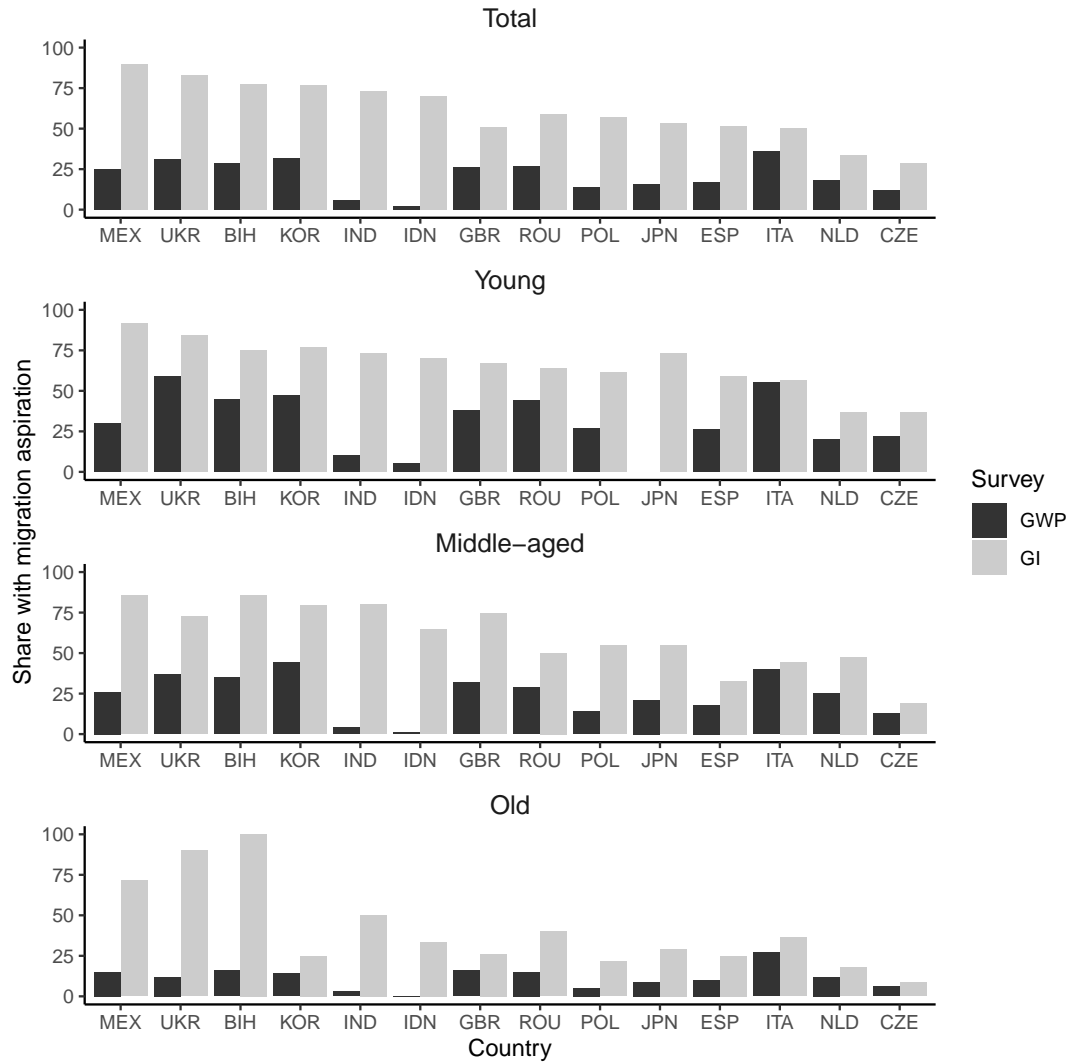 Total
100
75
50
25
0
MEX UKR BIH KOR IND IDN GBR ROU POL JPN ESP ITA NLD CZE
Young
100
75
50
25
0
MEX UKR BIH KOR IND IDN GBR ROU POL JPN ESP ITA NLD CZE
Middle−aged
100
75
50
25
0
MEX UKR BIH KOR IND IDN GBR ROU POL JPN ESP ITA NLD CZE
Old
100
75
50
25
0
MEX UKR BIH KOR IND IDN GBR ROU POL JPN ESP ITA NLD CZE
Country
Share with migration aspiration
Survey
GWP
GI